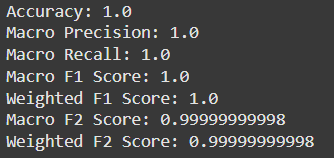 Accuracy: 1.0
Macro Precision: 1.0
Macro Recall: 1.0
Macro F1 Score: 1.0
Weighted F1 Score: 1.0
Macro F2 Score: 0.99999999998
Weighted F2 Score: 0.99999999998